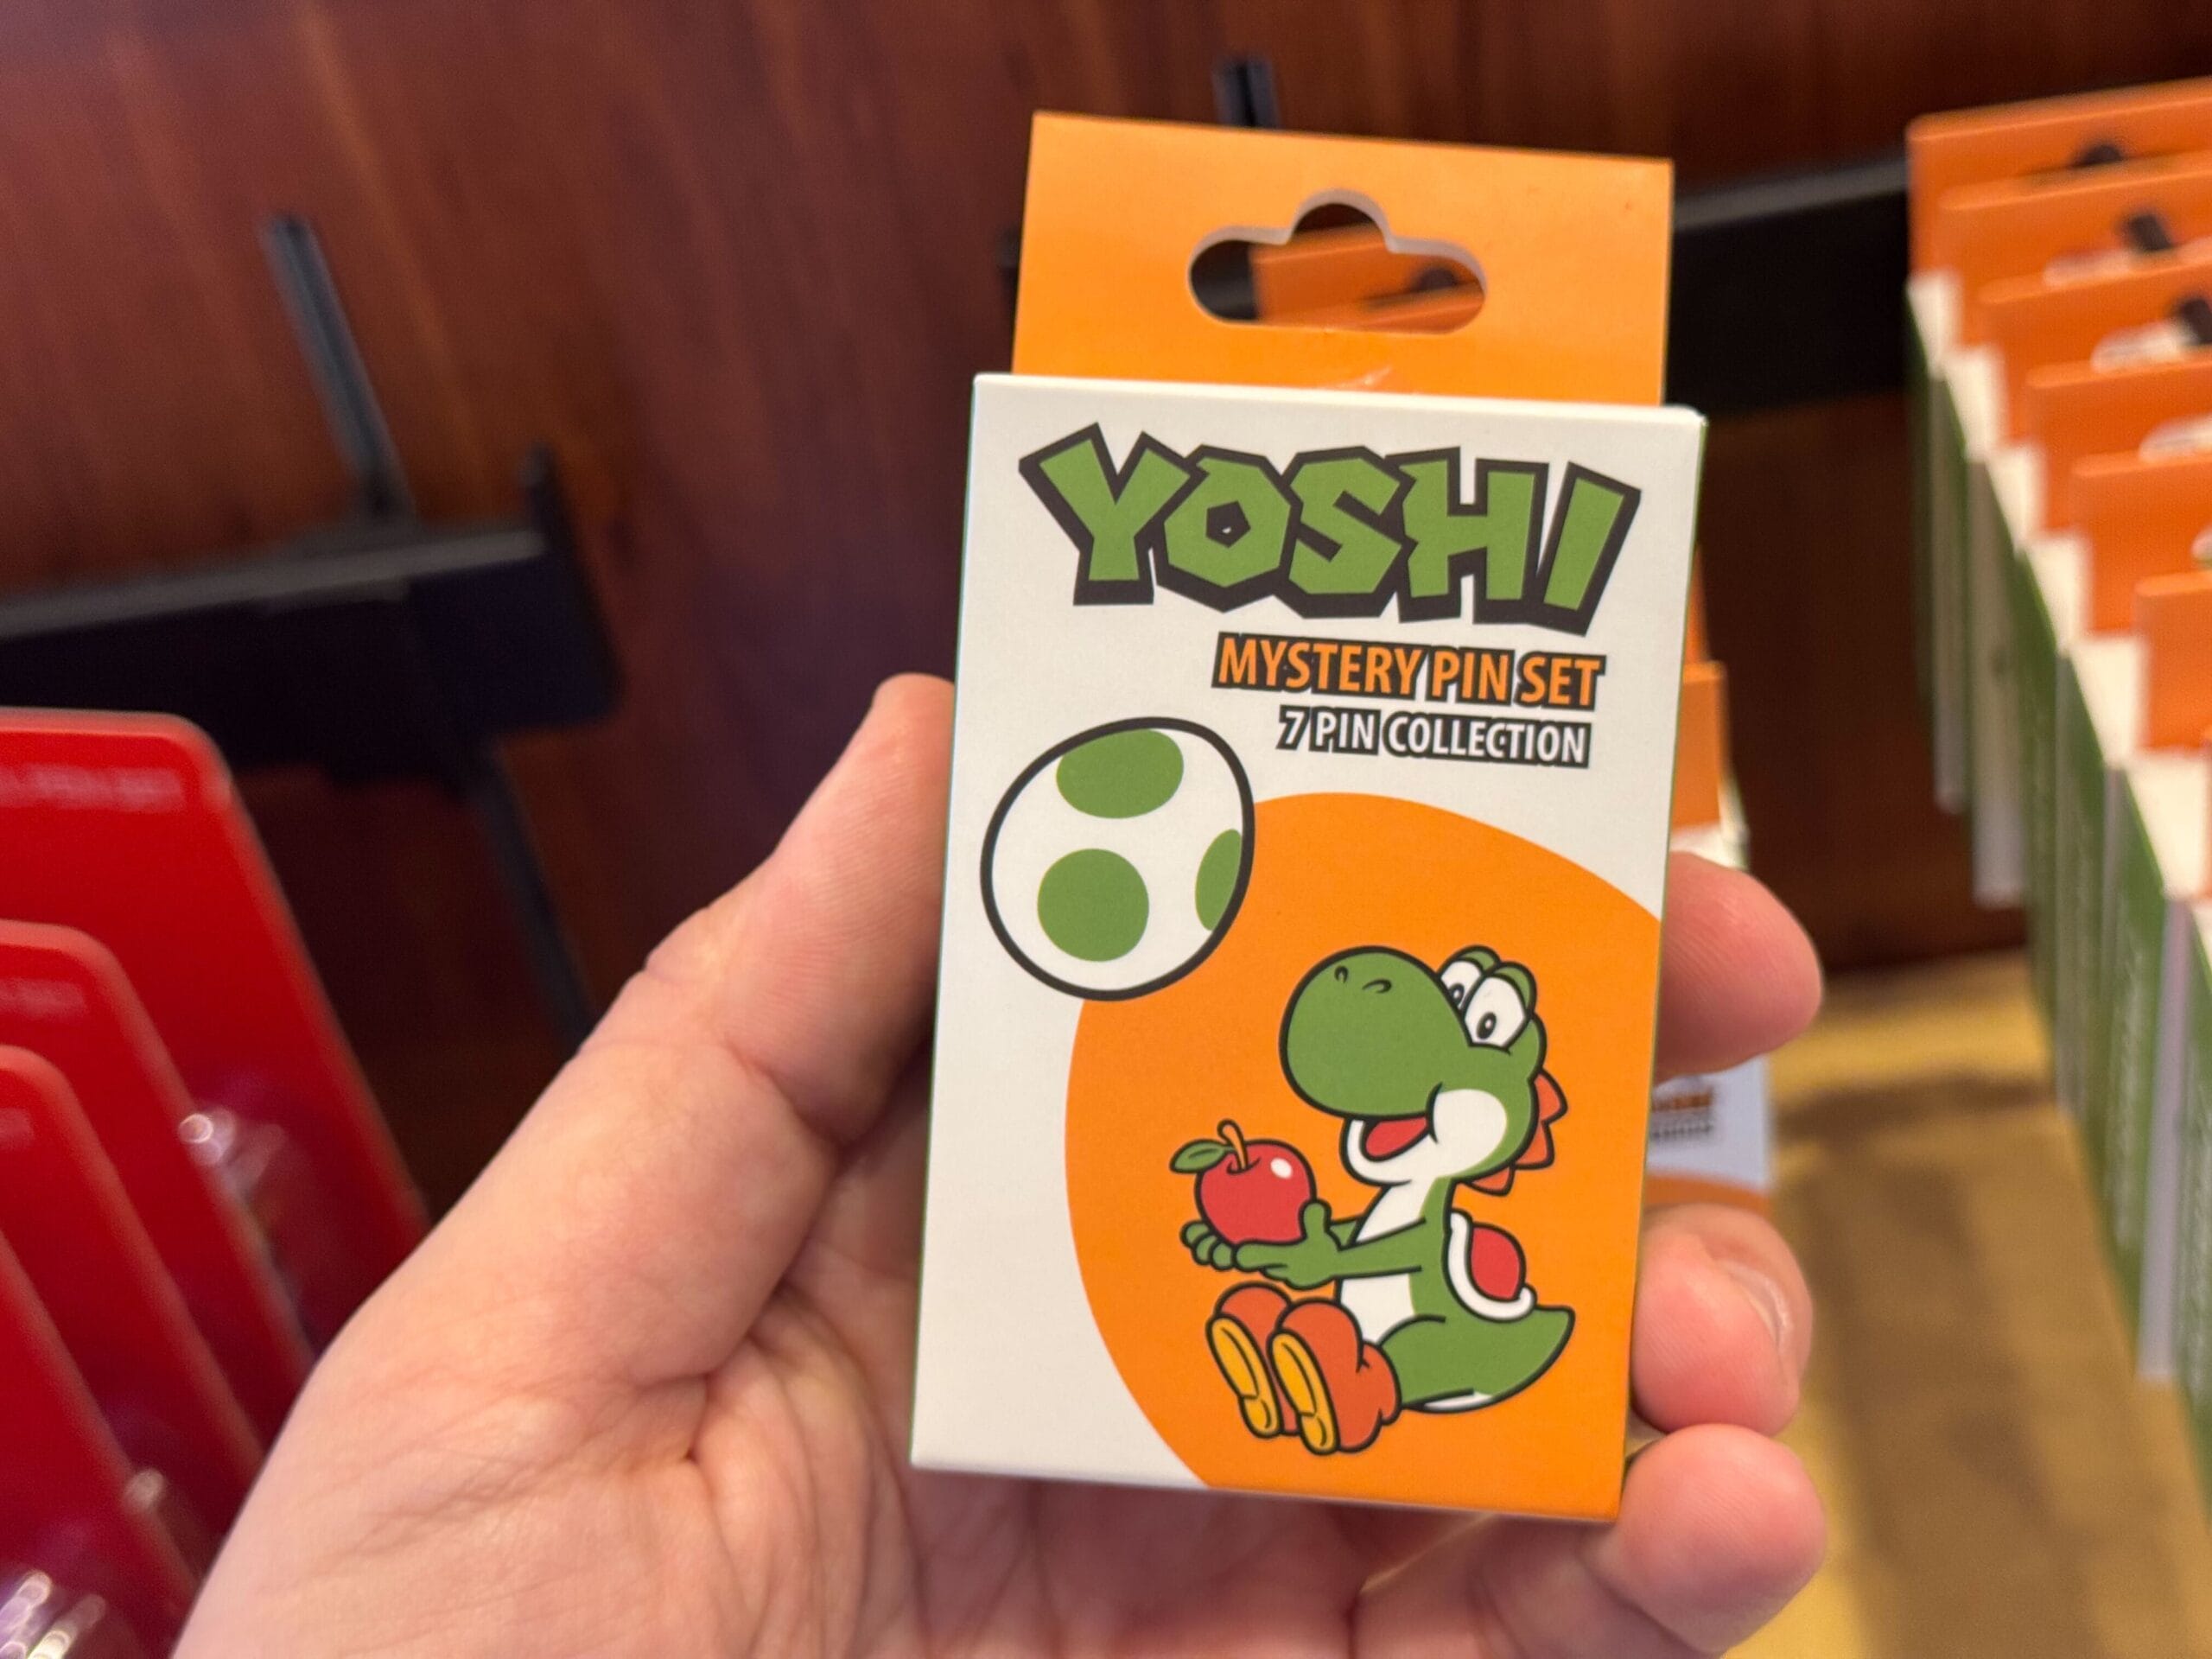 YOSHI
MYSTERY PIN SET
7 PIN COLLECTION